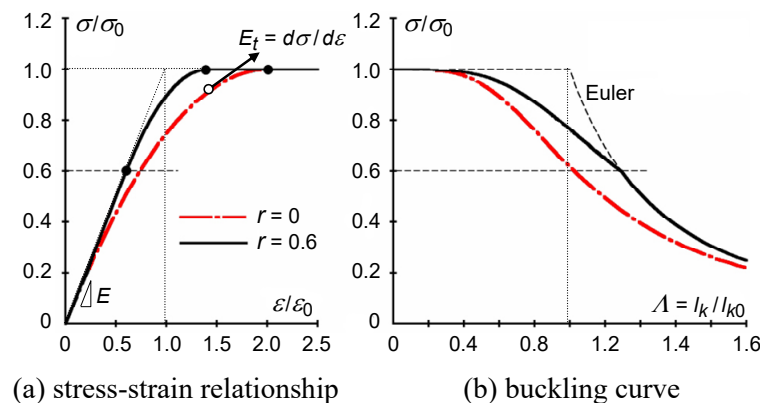 σ/σ₀
E_t = dσ/dε
1.0
0.8
0.6
0.4
0.2
0
r = 0
r = 0.6
E
ε/ε₀
0 0.5 1.0 1.5 2.0 2.5
(a) stress-strain relationship
σ/σ₀
1.0
0.8
0.6
0.4
0.2
0
Euler
Λ = l_k / l_k0
0 0.4 0.8 1.0 1.2 1.6
(b) buckling curve